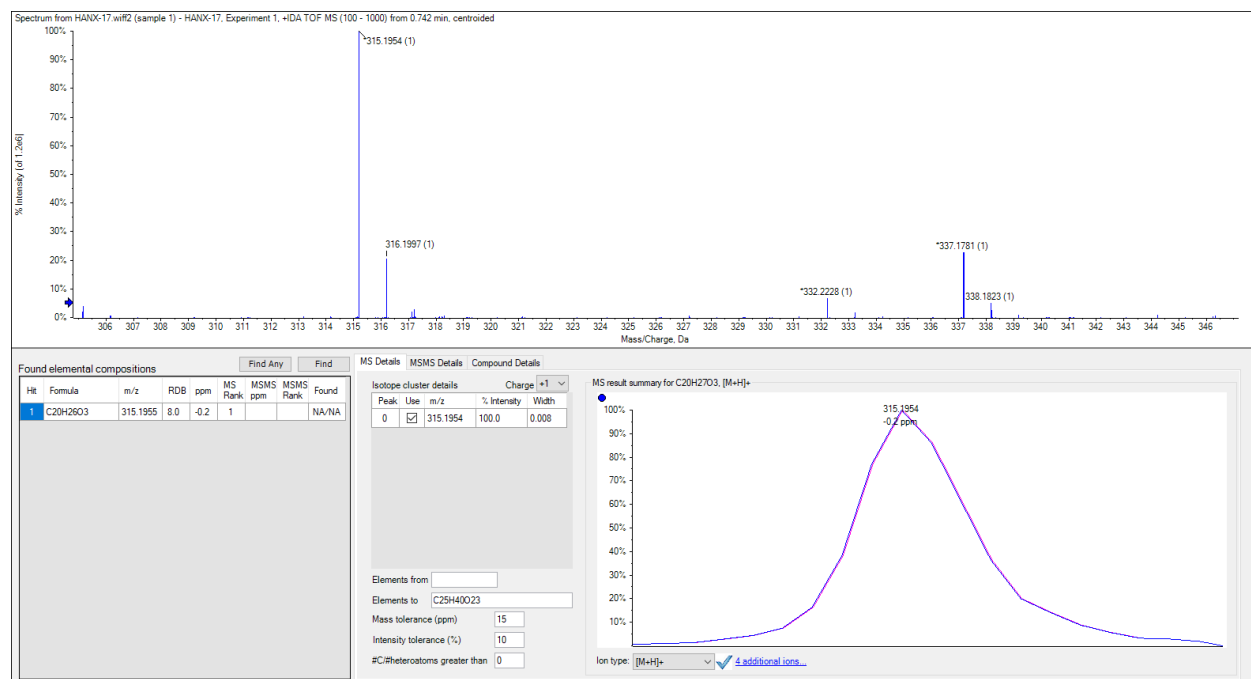 Spectrum from HANX-17.wiff2 (sample 1) - HANX-17, Experiment 1, +IDA TOF MS (100 - 1000) from 0.742 min, centroided
100%
90%
80%
70%
60%
50%
40%
30%
20%
10%
0%
% Intensity (of 1.2e6)
*315.1954 (1)
316.1997 (1)
*332.2228 (1)
*337.1781 (1)
338.1823 (1)
306 307 308 309 310 311 312 313 314 315 316 317 318 319 320 321 322 323 324 325 326 327 328 329 330 331 332 333 334 335 336 337 338 339 340 341 342 343 344 345 346
Mass/Charge, Da
Found elemental compositions Find Any Find
Hit Formula m/z RDB ppm MS Rank MSMS ppm MSMS Rank Found
1 C20H26O3 315.1955 8.0 -0.2 1 NA/NA
MS Details MSMS Details Compound Details
Isotope cluster details Charge +1
Peak Use m/z % Intensity Width
0 315.1954 100.0 0.008
Elements from
Elements to C25H40O23
Mass tolerance (ppm) 15
Intensity tolerance (%) 10
#C/#heteroatoms greater than 0
MS result summary for C20H27O3, [M+H]+
315.1954
-0.2 ppm
100%
90%
80%
70%
60%
50%
40%
30%
20%
10%
Ion type: [M+H]+ 4 additional ions...